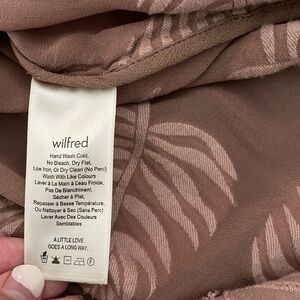 wilfred
Hand Wash Cold,
No Bleach, Dry Flat,
Low Iron, Or Dry Clean (No Perc)
Wash With Like Colours
Laver à La Main à L'eau Froide,
Pas De Blanchiment,
Sécher à Plat,
Repasser à Basse Température,
Ou Nettoyer à Sec (Sans Perc)
Laver Avec Des Couleurs
Semblables
A LITTLE LOVE
GOES A LONG WAY.